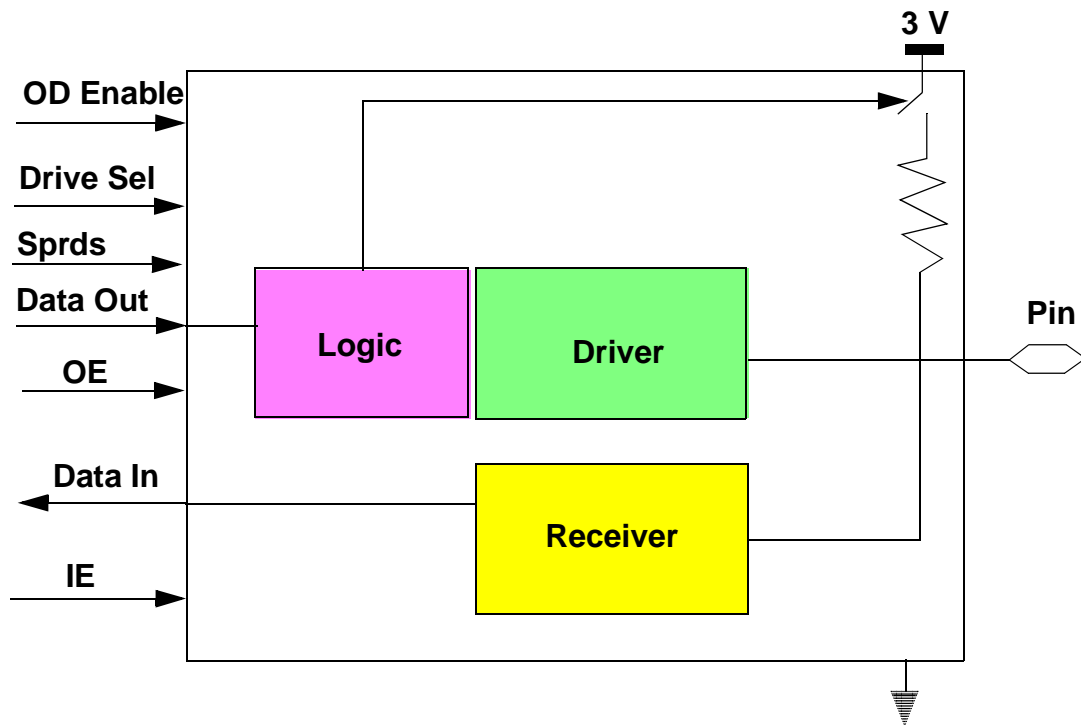 3 V
OD Enable
Drive Sel
Sprds
Data Out
Logic
Driver
Pin
OE
Data In
Receiver
IE